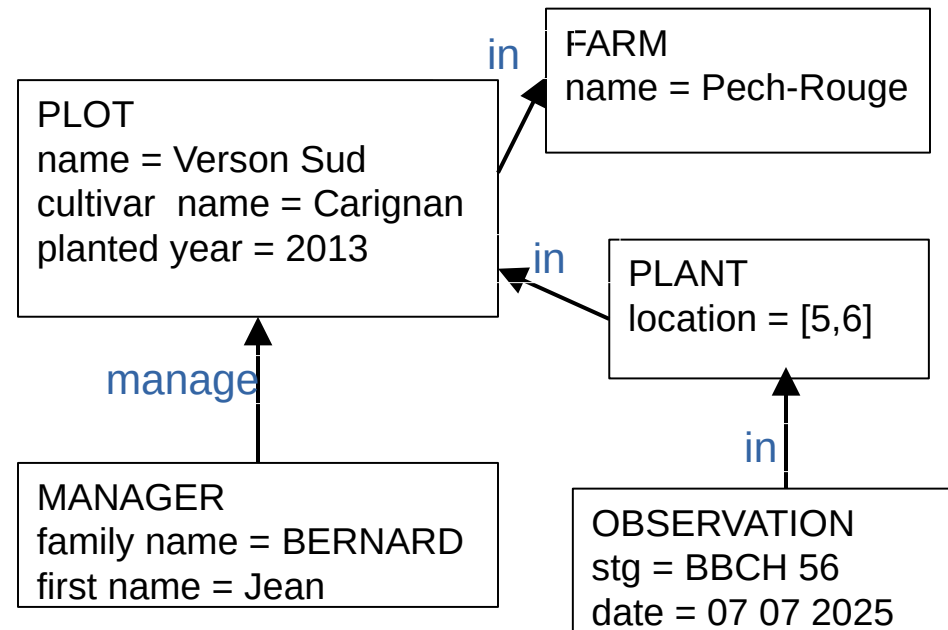 in
FARM
name = Pech-Rouge
PLOT
name = Verson Sud
cultivar  name = Carignan
planted year = 2013
in
PLANT
location = [5,6]
manage
in
MANAGER
family name = BERNARD
first name = Jean
OBSERVATION
stg = BBCH 56
date = 07 07 2025